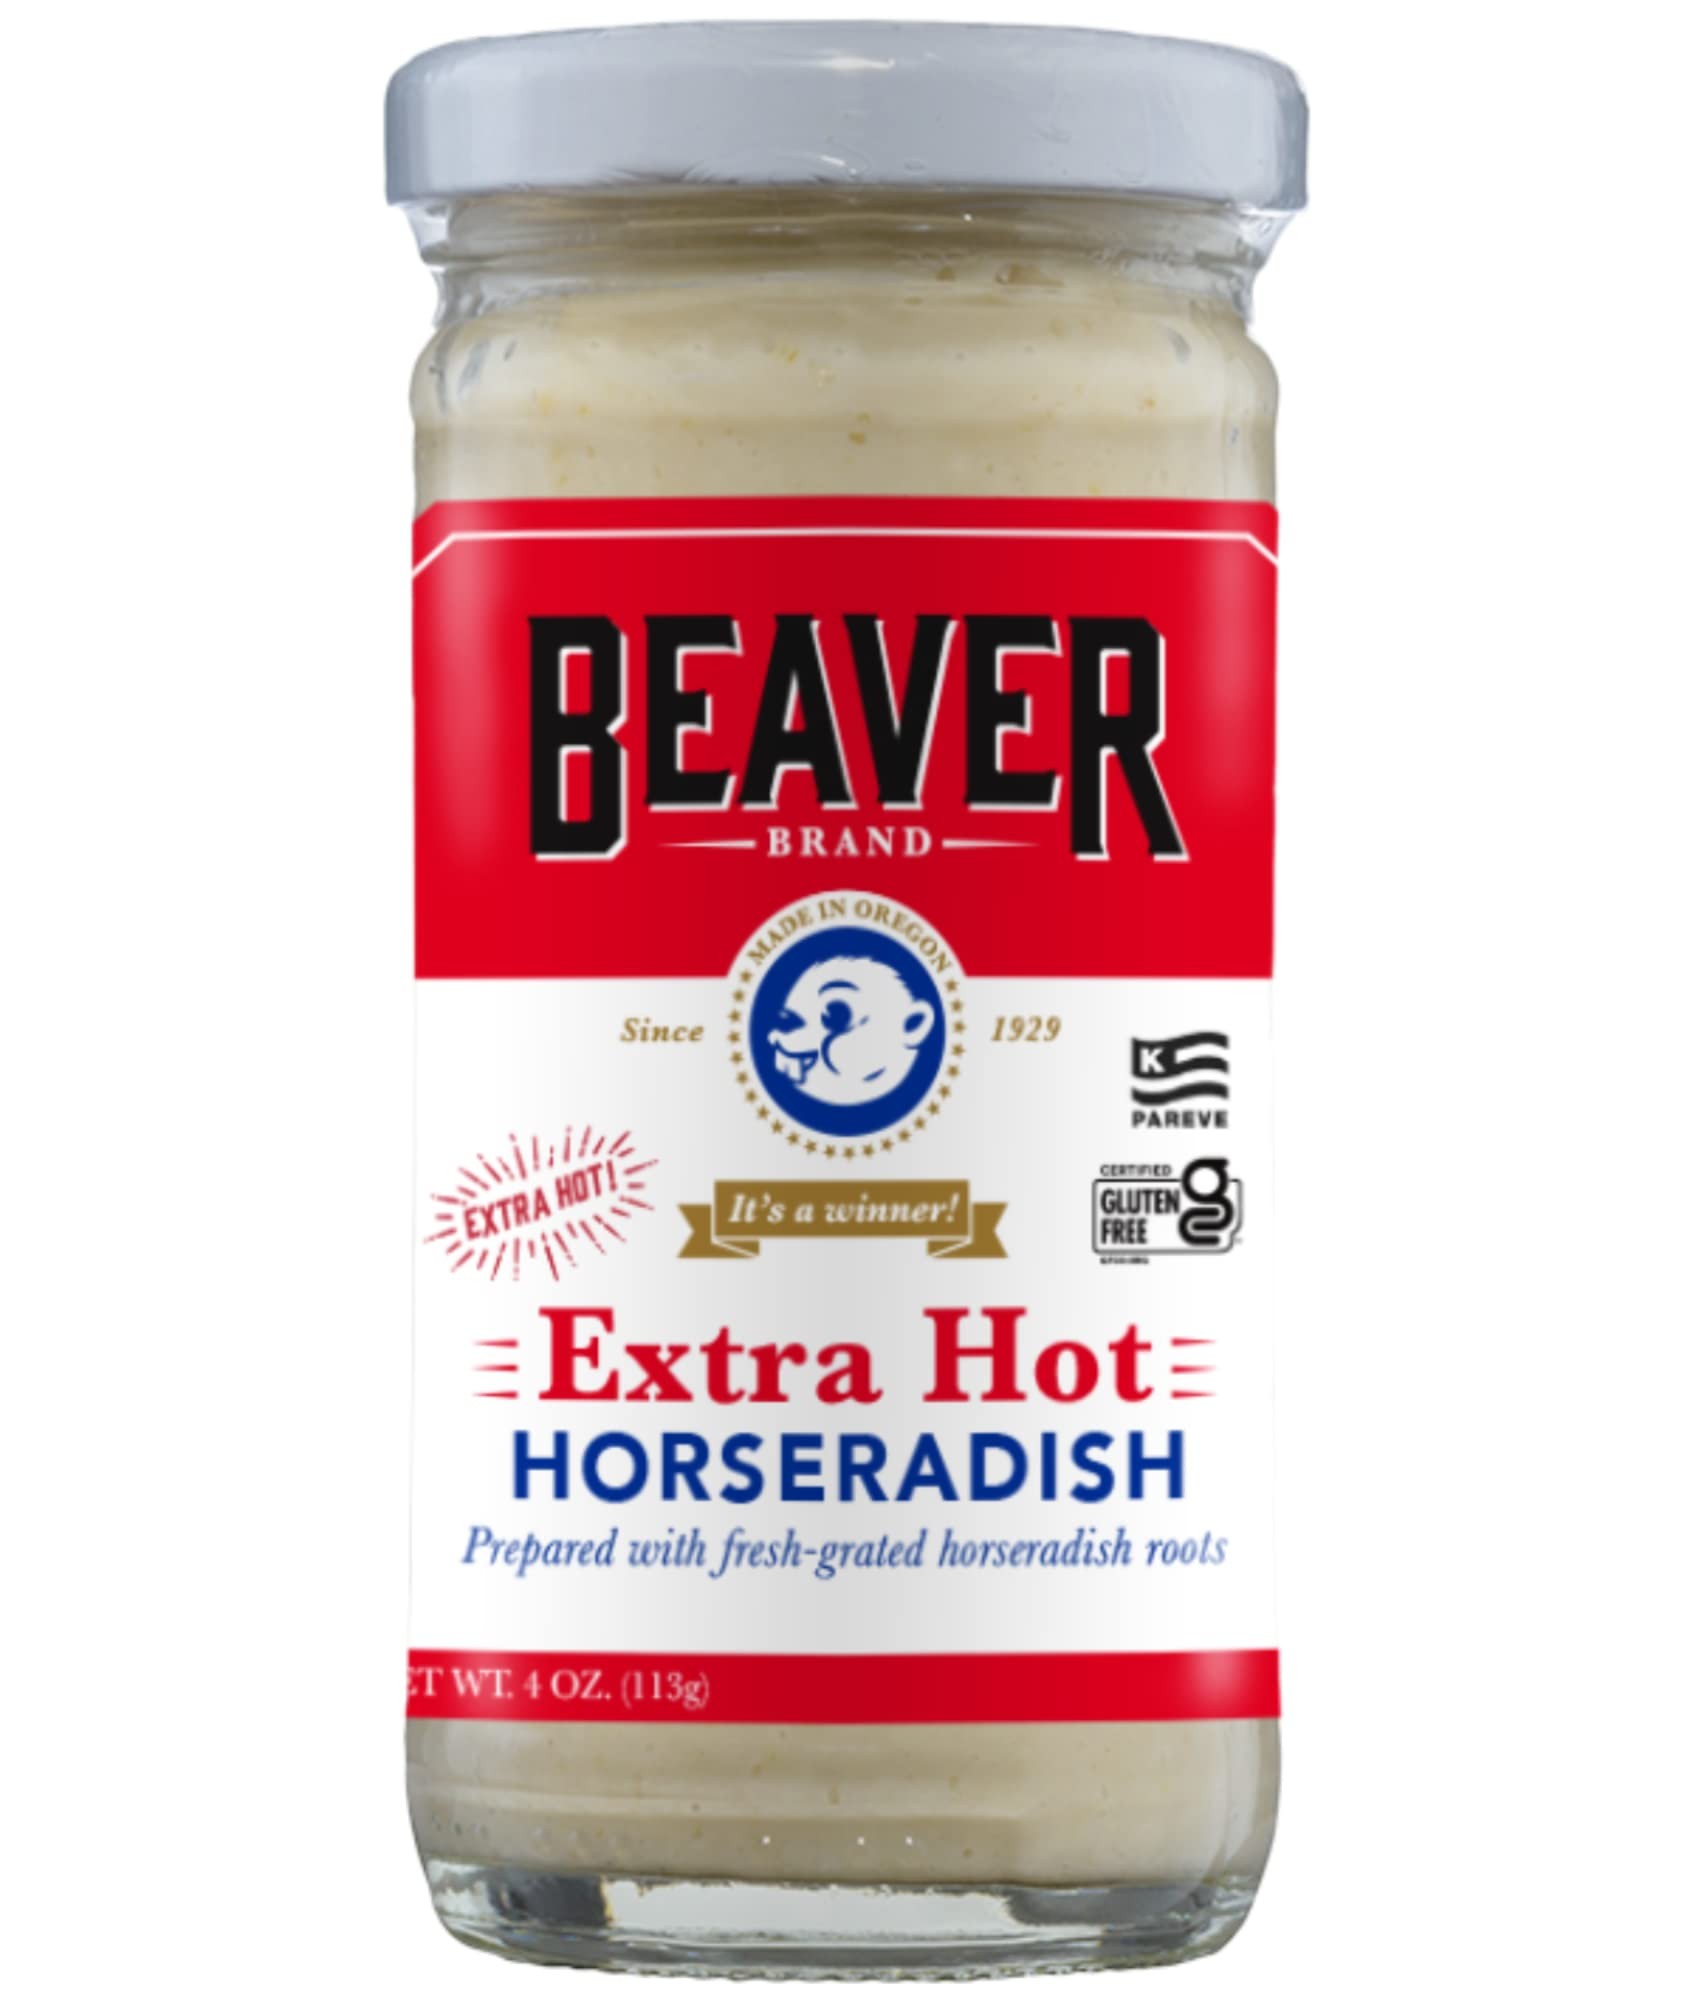 BEAVER
BRAND
MADE IN OREGON
Since 1929
K
PAREVE
EXTRA HOT!
It's a winner!
CERTIFIED
GLUTEN
FREE
g
Extra Hot
HORSERADISH
Prepared with fresh-grated horseradish roots
ET WT. 4 OZ. (113g)